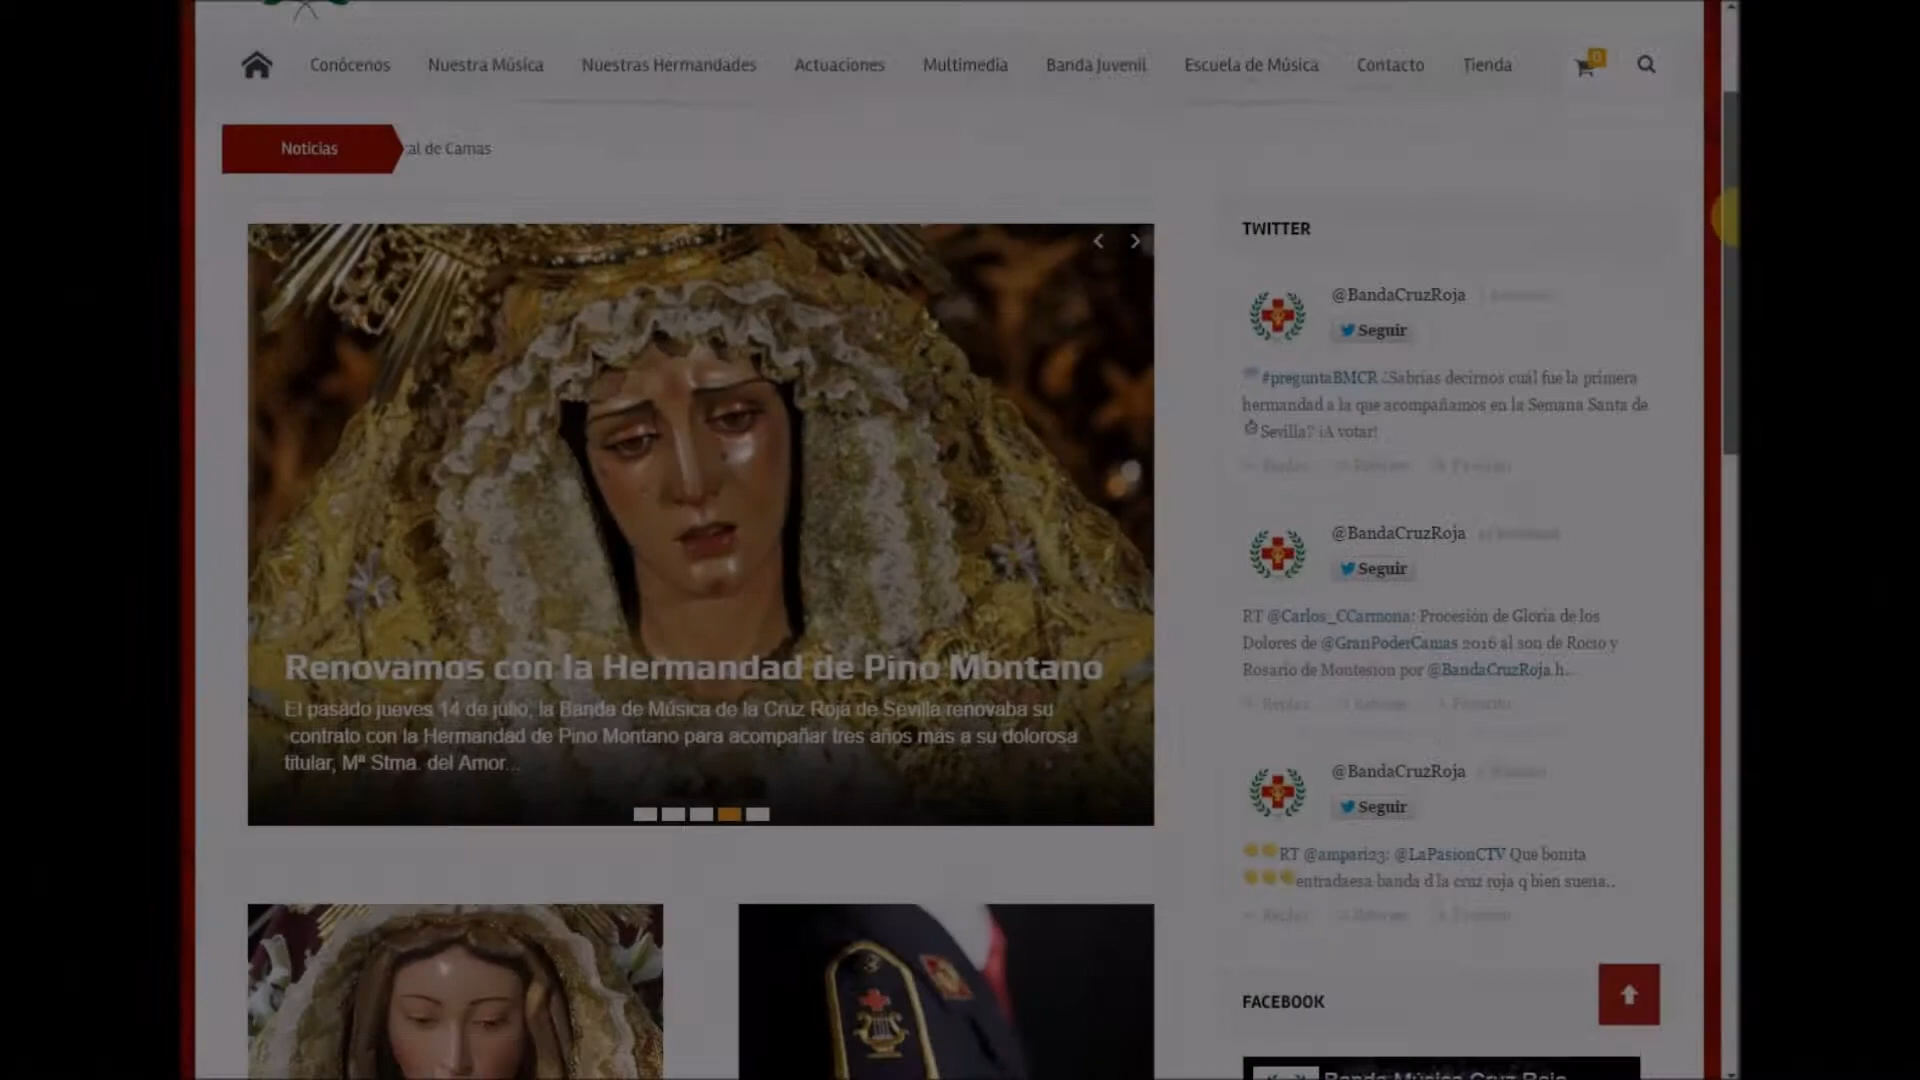 Conócenos Nuestra Música Nuestras Hermandades Actuaciones Multimedia Banda Juvenil Escuela de Música Contacto Tienda 0
Noticias
al de Camas
Renovamos con la Hermandad de Pino Montano
El pasado jueves 14 de julio, la Banda de Música de la Cruz Roja de Sevilla renovaba su
contrato con la Hermandad de Pino Montano para acompañar tres años más a su dolorosa
titular, Mª Stma. del Amor...
TWITTER
@BandaCruzRoja
Seguir
#preguntaBMCR ¿Sabrías decirnos cuál fue la primera
hermandad a la que acompañamos en la Semana Santa de
Sevilla? ¡A votar!
@BandaCruzRoja
Seguir
RT @Carlos_CCarmona: Procesión de Gloria de los
Dolores de @GranPoderCamas 2016 al son de Rocío y
Rosario de Montesion por @BandaCruzRoja h..
@BandaCruzRoja
Seguir
RT @ampari23: @LaPasionCTV Que bonita
entradaesa banda d la cruz roja q bien suena..
FACEBOOK
Banda Música Cruz Roja